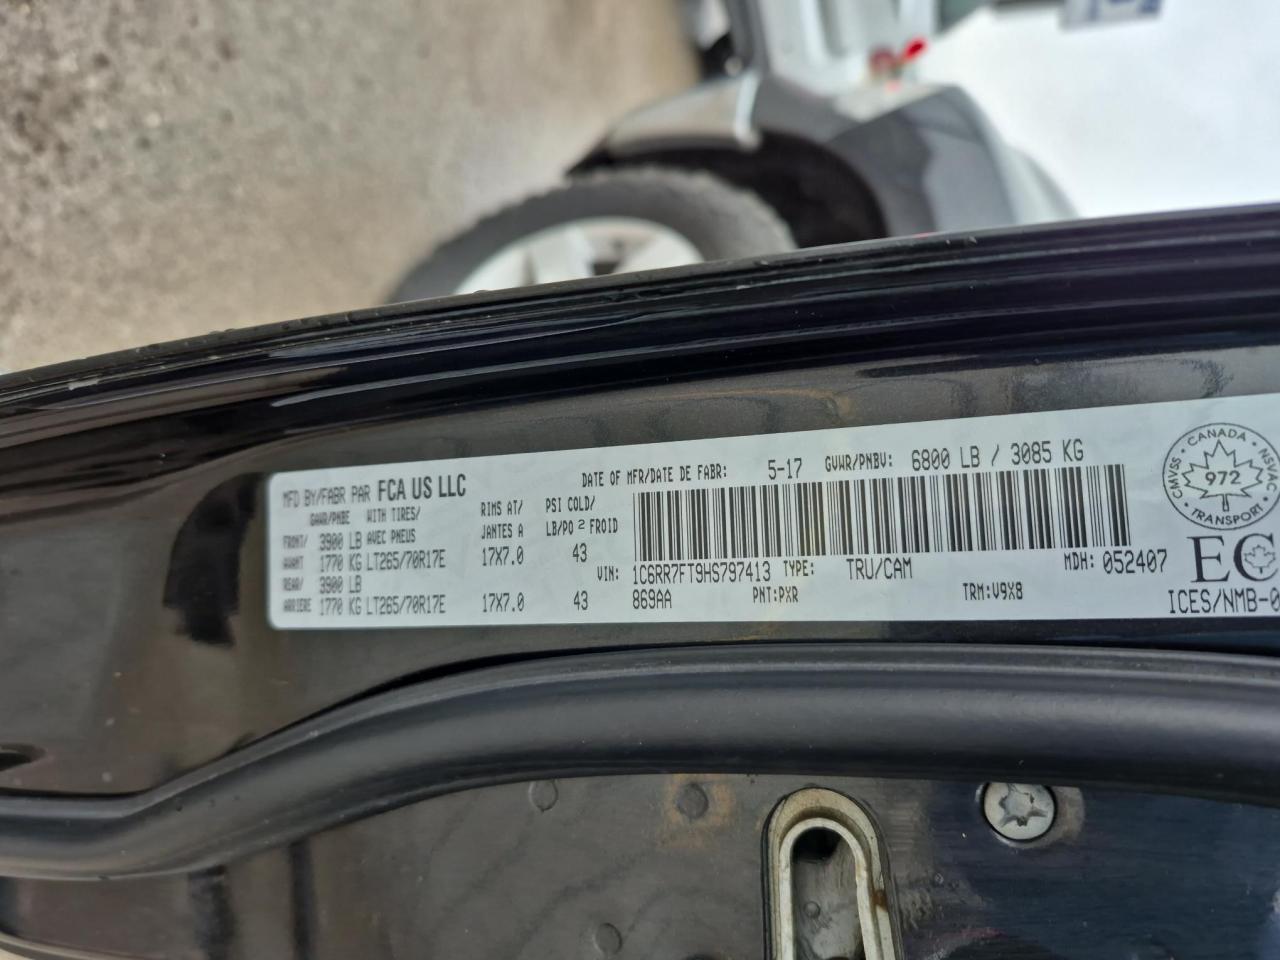 MFD BY/FABR PAR FCA US LLC
DATE OF MFR/DATE DE FABR: 5-17 GVWR/PNBV: 6800 LB / 3085 KG
GAWR/PNBE WITH TIRES/ RIMS AT/ PSI COLD/
AVEC PNEUS JANTES A LB/PO 2 FROID
FRONT/ 3900 LB
AVANT 1770 KG LT265/70R17E 17X7.0 43
REAR/ 3900 LB
ARRIÈRE 1770 KG LT265/70R17E 17X7.0 43
VIN: 1C6RR7FT9HS797413 TYPE: TRU/CAM MDH: 052407
869AA PNT:PXR TRM:V9X8
CANADA
CMVSS 972 NSVAC
TRANSPORT
EC
ICES/NMB-0